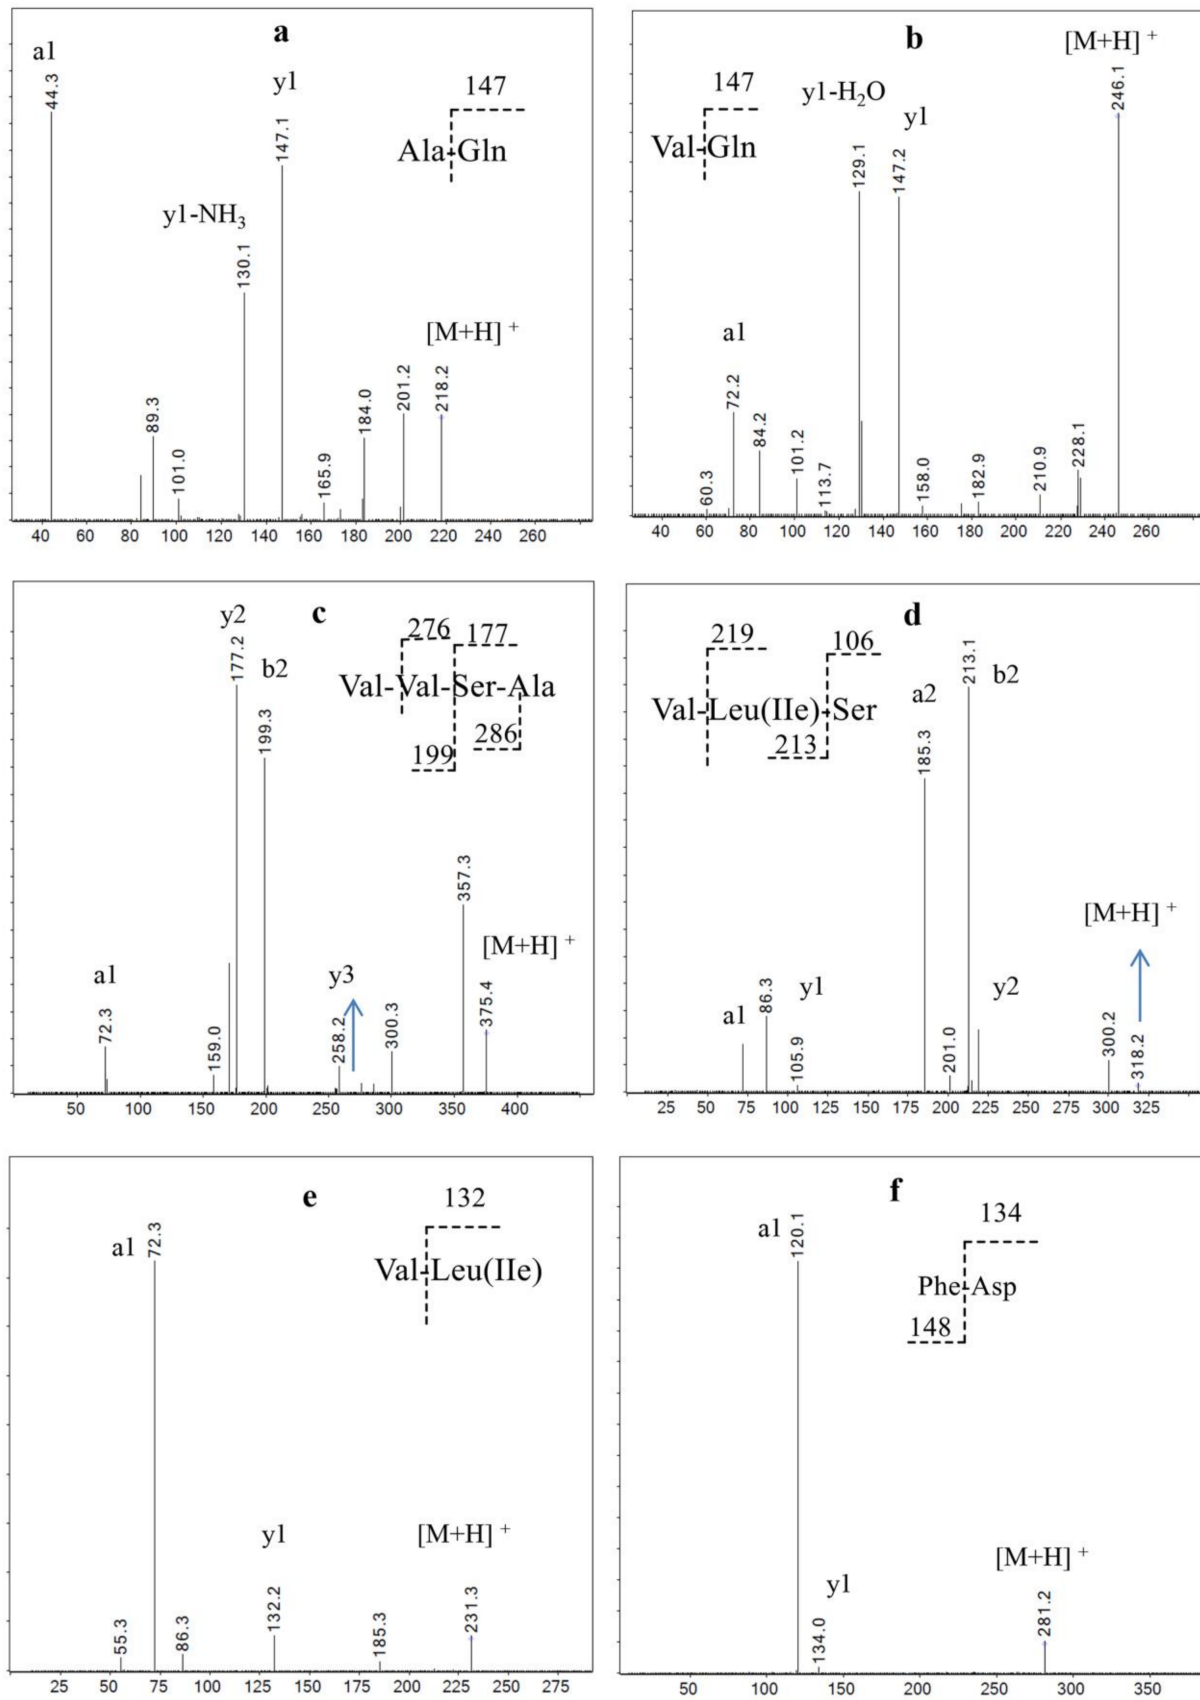 a
a1
44.3
y1
147.1
147
Ala-Gln
y1-NH₃
130.1
[M+H] ⁺
89.3
101.0
165.9
184.0
201.2
218.2
40 60 80 100 120 140 160 180 200 220 240 260
b
[M+H] ⁺
246.1
147
Val-Gln
y1-H₂O
y1
129.1
147.2
a1
72.2
84.2
60.3
101.2
113.7
158.0
182.9
210.9
228.1
40 60 80 100 120 140 160 180 200 220 240 260
c
y2
177.2
b2
199.3
276 177
Val-Val-Ser-Ala
286
199
357.3
[M+H] ⁺
375.4
a1
72.3
159.0
y3
258.2
300.3
50 100 150 200 250 300 350 400
d
219
106
Val-Leu(IIe)-Ser
213
213.1
b2
a2
185.3
[M+H] ⁺
a1
86.3
y1
105.9
201.0
y2
300.2
318.2
25 50 75 100 125 150 175 200 225 250 275 300 325
e
a1
72.3
132
Val-Leu(IIe)
y1
[M+H] ⁺
55.3
86.3
132.2
185.3
231.3
25 50 75 100 125 150 175 200 225 250 275
f
a1
120.1
134
Phe-Asp
148
y1
134.0
[M+H] ⁺
281.2
50 100 150 200 250 300 350